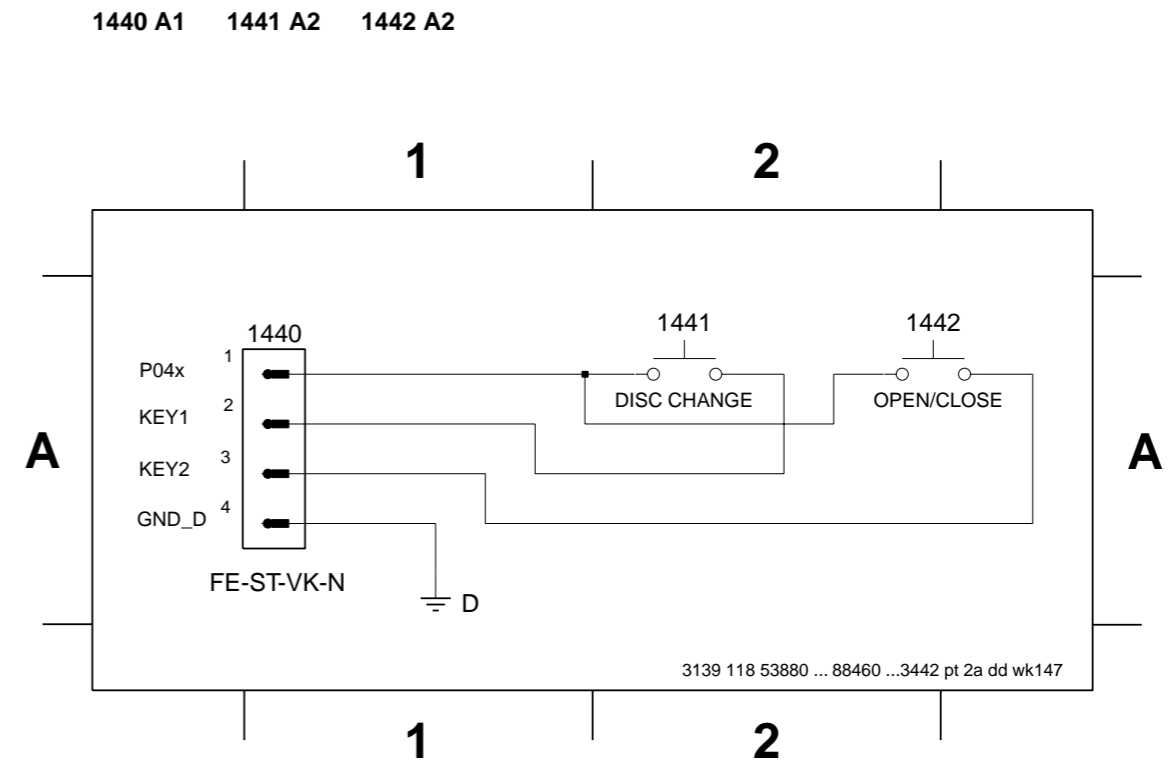 1440 A1 1441 A2 1442 A2
1 2
1440 1441 1442
P04x 1
DISC CHANGE OPEN/CLOSE
KEY1 2
A A
KEY2 3
GND_D 4
FE-ST-VK-N
D
3139 118 53880 ... 88460 ...3442 pt 2a dd wk147
1 2